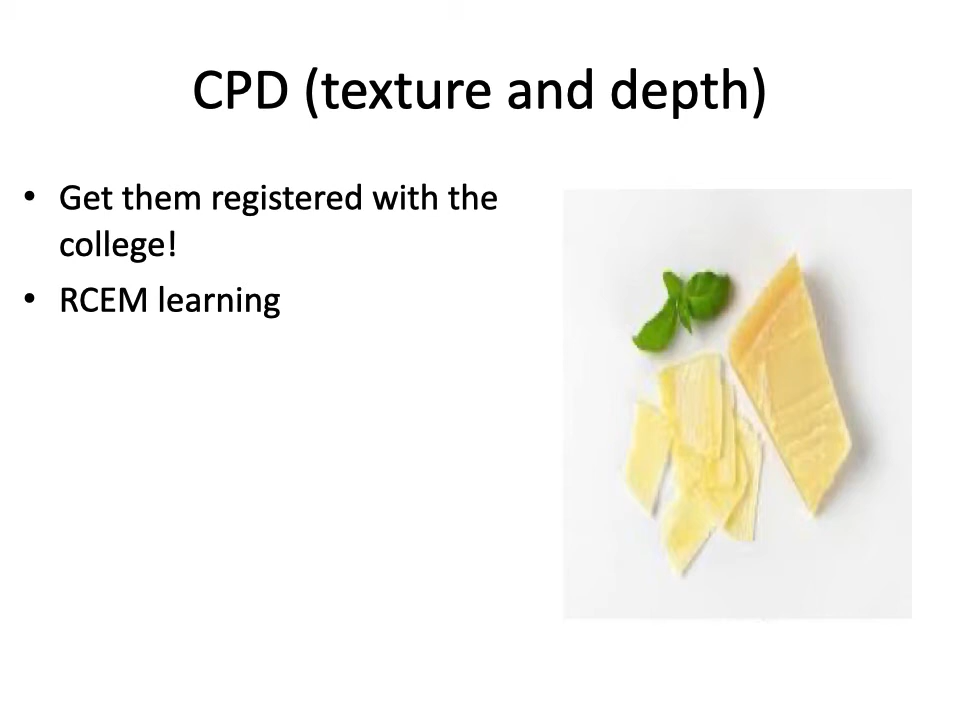 CPD (texture and depth)
• Get them registered with the
college!
• RCEM learning